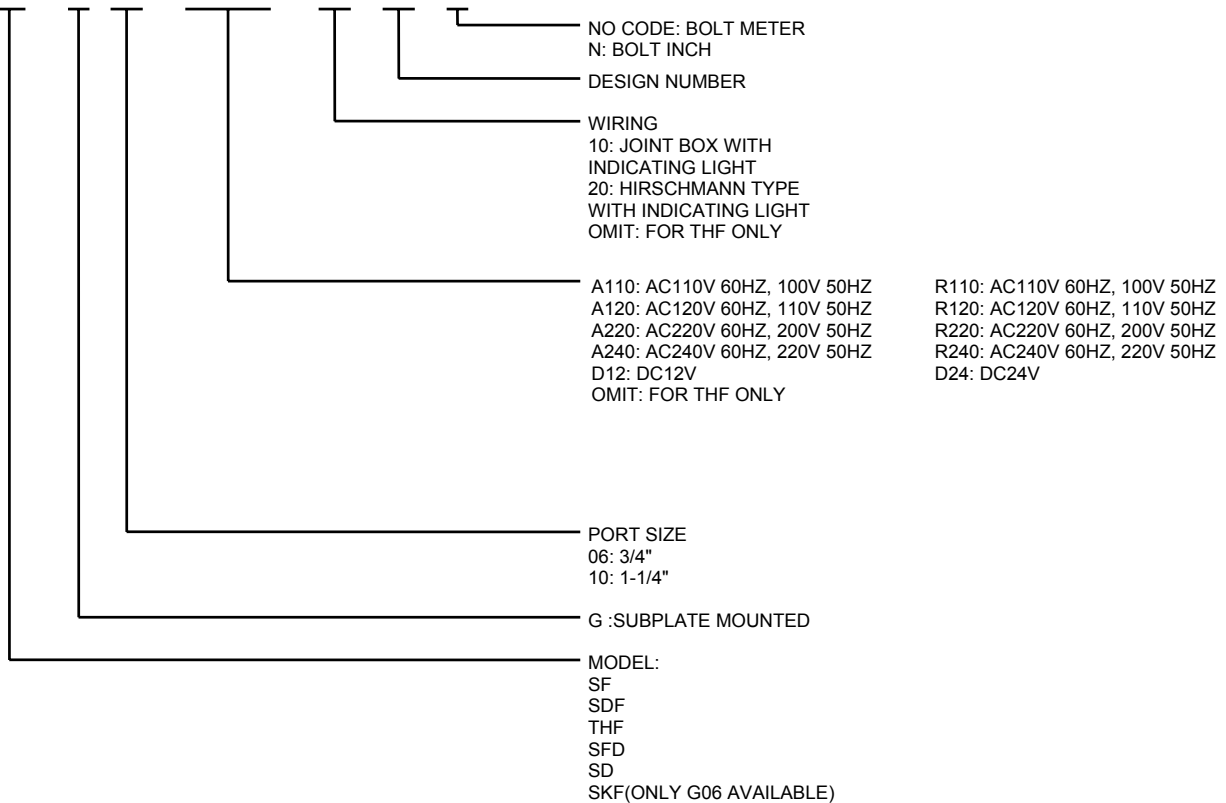 NO CODE: BOLT METER
N: BOLT INCH
DESIGN NUMBER
WIRING
10: JOINT BOX WITH
INDICATING LIGHT
20: HIRSCHMANN TYPE
WITH INDICATING LIGHT
OMIT: FOR THF ONLY
A110: AC110V 60HZ, 100V 50HZ R110: AC110V 60HZ, 100V 50HZ
A120: AC120V 60HZ, 110V 50HZ R120: AC120V 60HZ, 110V 50HZ
A220: AC220V 60HZ, 200V 50HZ R220: AC220V 60HZ, 200V 50HZ
A240: AC240V 60HZ, 220V 50HZ R240: AC240V 60HZ, 220V 50HZ
D12: DC12V D24: DC24V
OMIT: FOR THF ONLY
PORT SIZE
06: 3/4"
10: 1-1/4"
G :SUBPLATE MOUNTED
MODEL:
SF
SDF
THF
SFD
SD
SKF(ONLY G06 AVAILABLE)